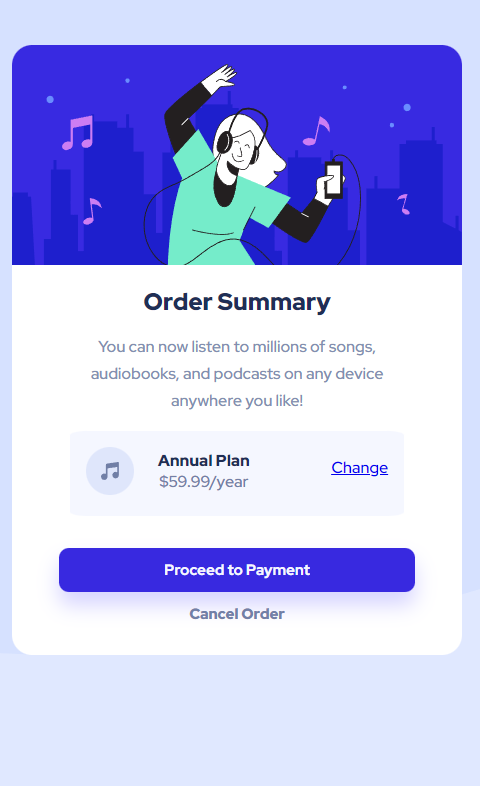 Order Summary
You can now listen to millions of songs,
audiobooks, and podcasts on any device
anywhere you like!
Annual Plan
$59.99/year
Change
Proceed to Payment
Cancel Order